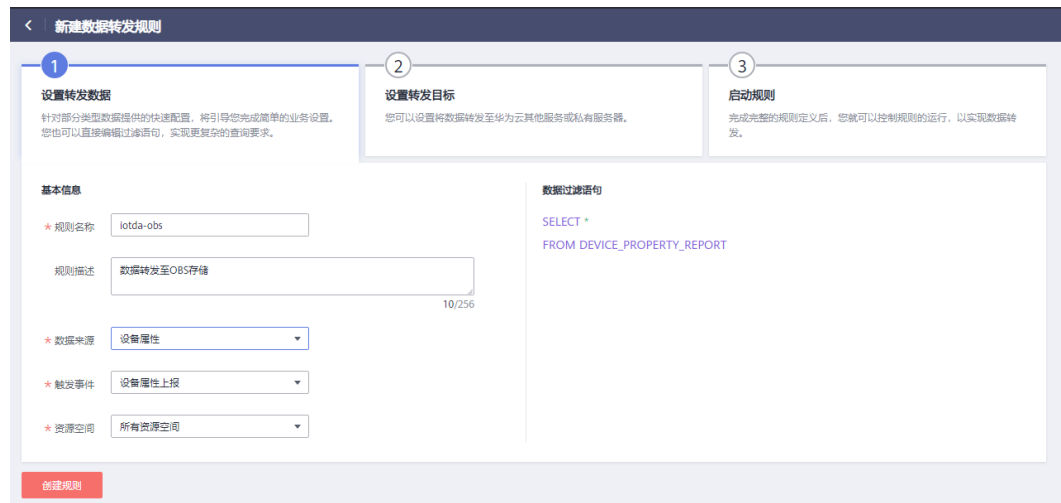 新建数据转发规则
1
设置转发数据
针对部分类型数据提供的快速配置，将引导您完成简单的业务设置。
您也可以直接编辑过滤语句，实现更复杂的查询要求。
2
设置转发目标
您可以设置将数据转发至华为云其他服务或私有服务器。
3
启动规则
完成完整的规则定义后，您就可以控制规则的运行，以实现数据转
发。
基本信息
* 规则名称 iotda-obs
规则描述 数据转发至OBS存储
10/256
* 数据来源 设备属性
* 触发事件 设备属性上报
* 资源空间 所有资源空间
数据过滤语句
SELECT *
FROM DEVICE_PROPERTY_REPORT
创建规则